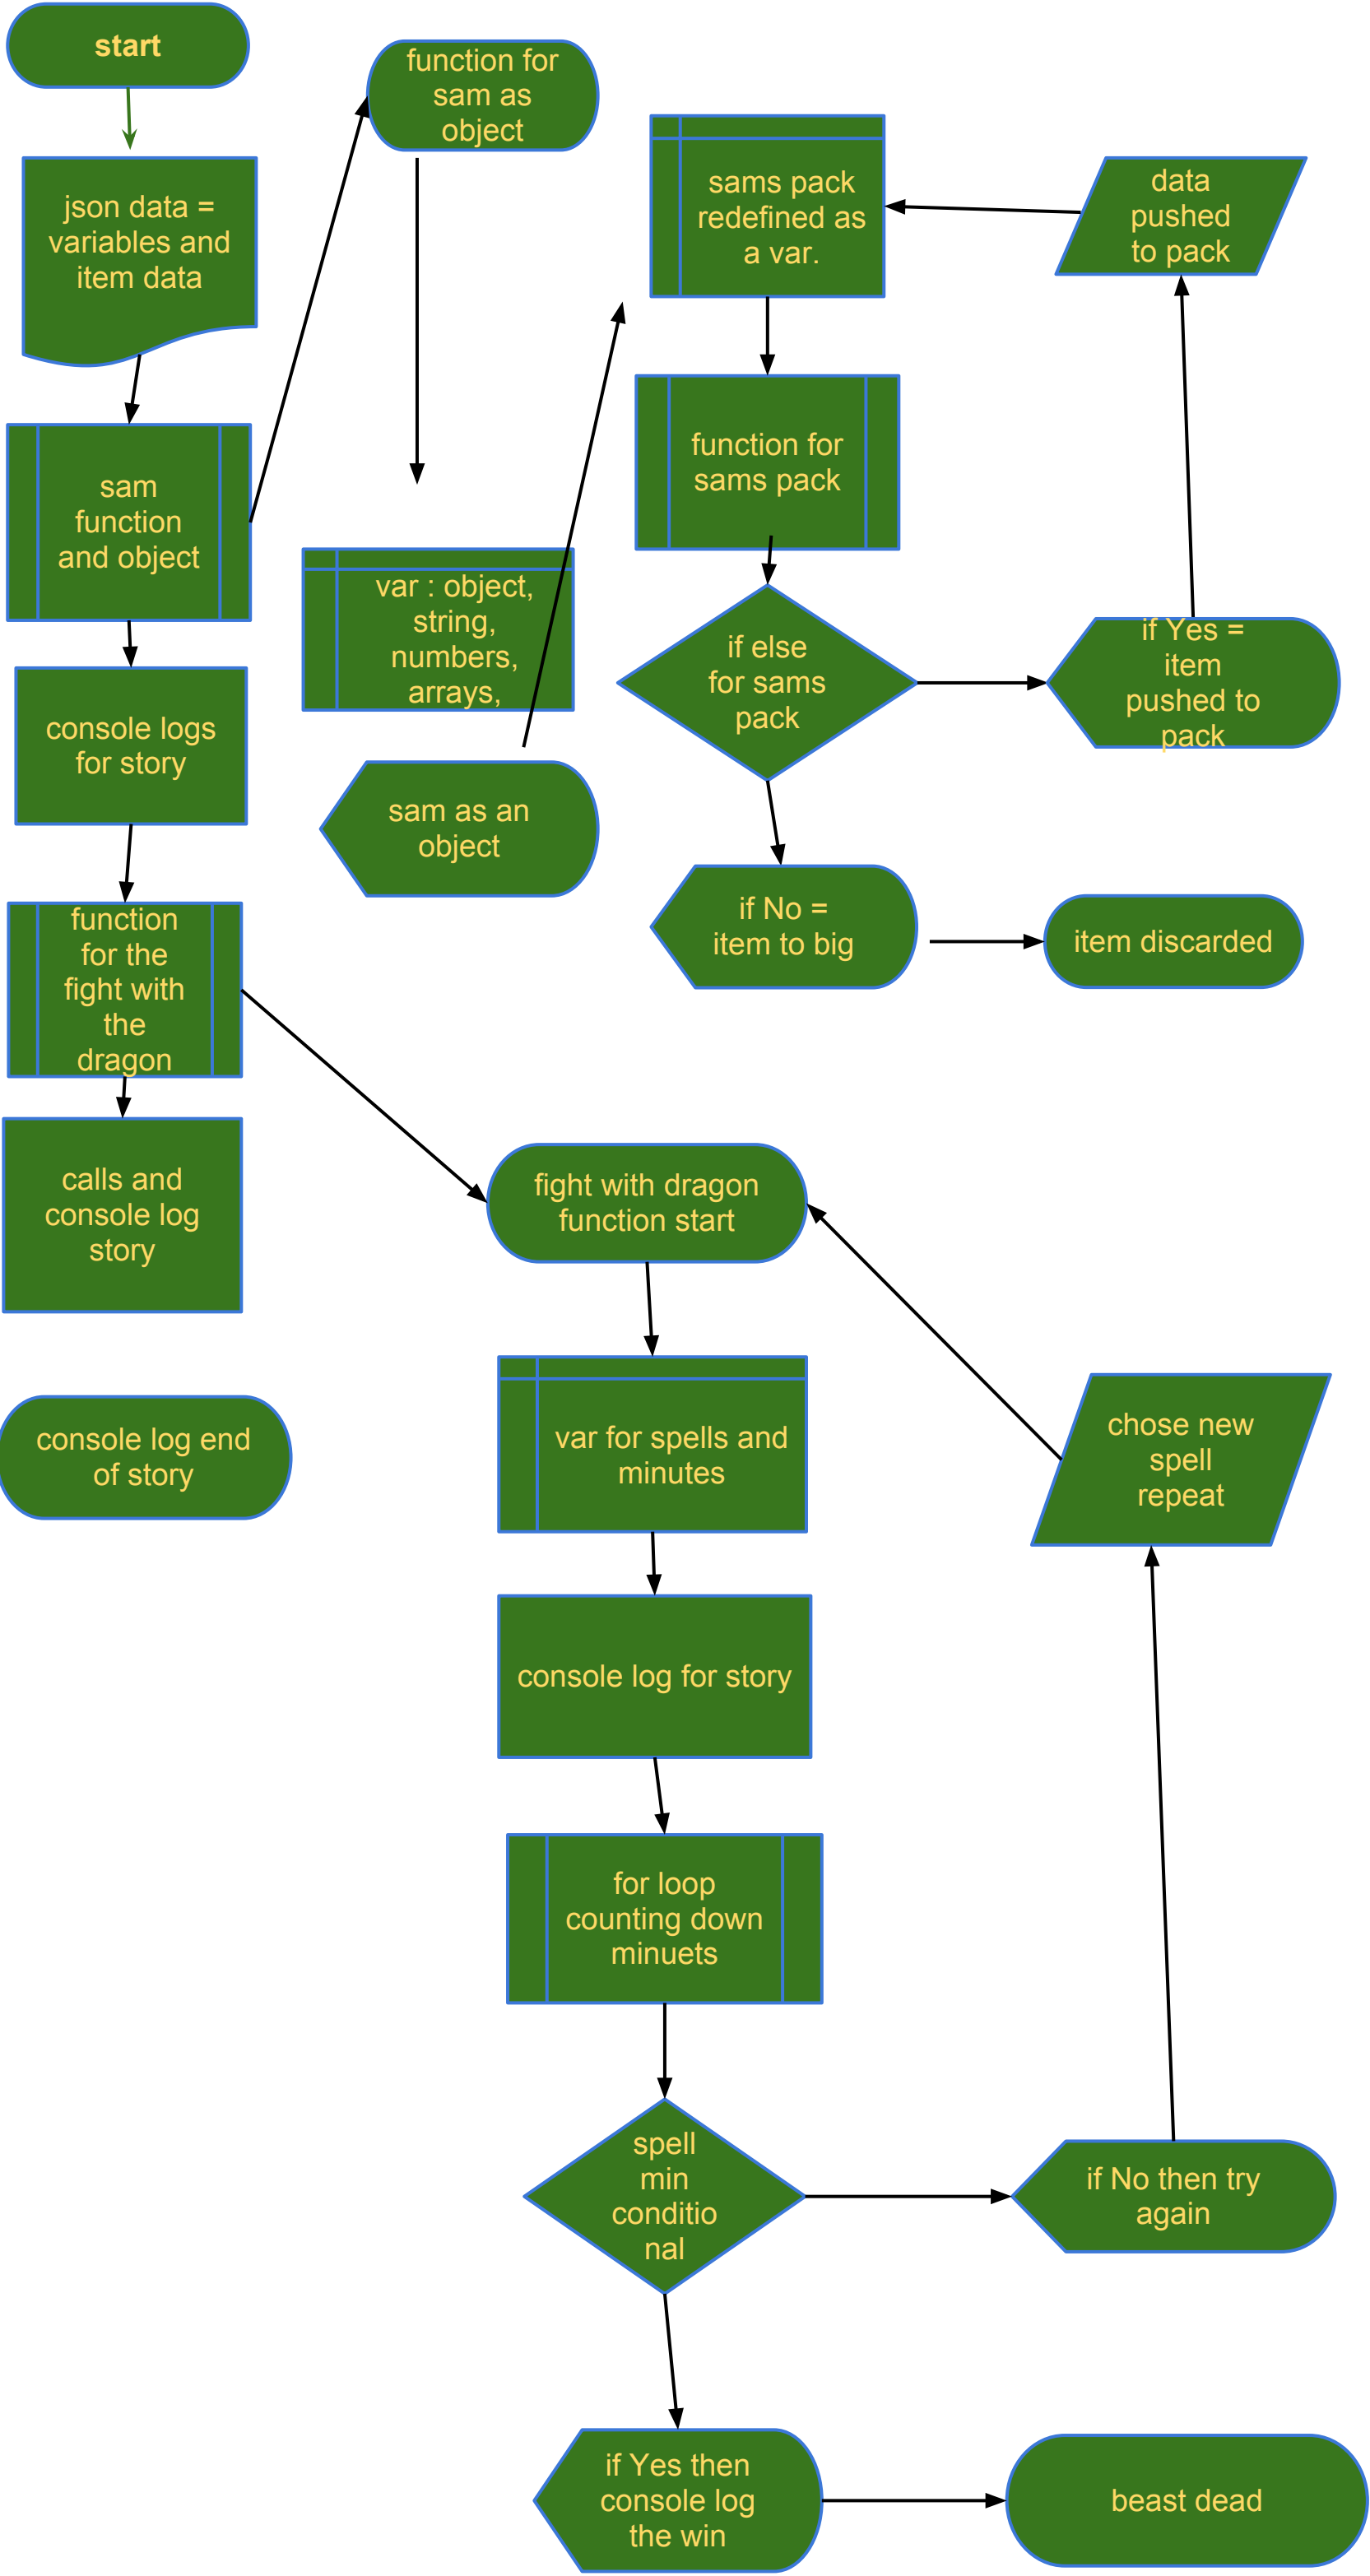 start
json data =
variables and
item data
sam
function
and object
console logs
for story
function
for the
fight with
the
dragon
calls and
console log
story
console log end
of story
function for
sam as
object
var : object,
string,
numbers,
arrays,
sam as an
object
sams pack
redefined as
a var.
function for
sams pack
if else
for sams
pack
if Yes =
item
pushed to
pack
data
pushed
to pack
if No =
item to big
item discarded
fight with dragon
function start
var for spells and
minutes
console log for story
for loop
counting down
minuets
spell
min
conditio
nal
if No then try
again
chose new
spell
repeat
if Yes then
console log
the win
beast dead